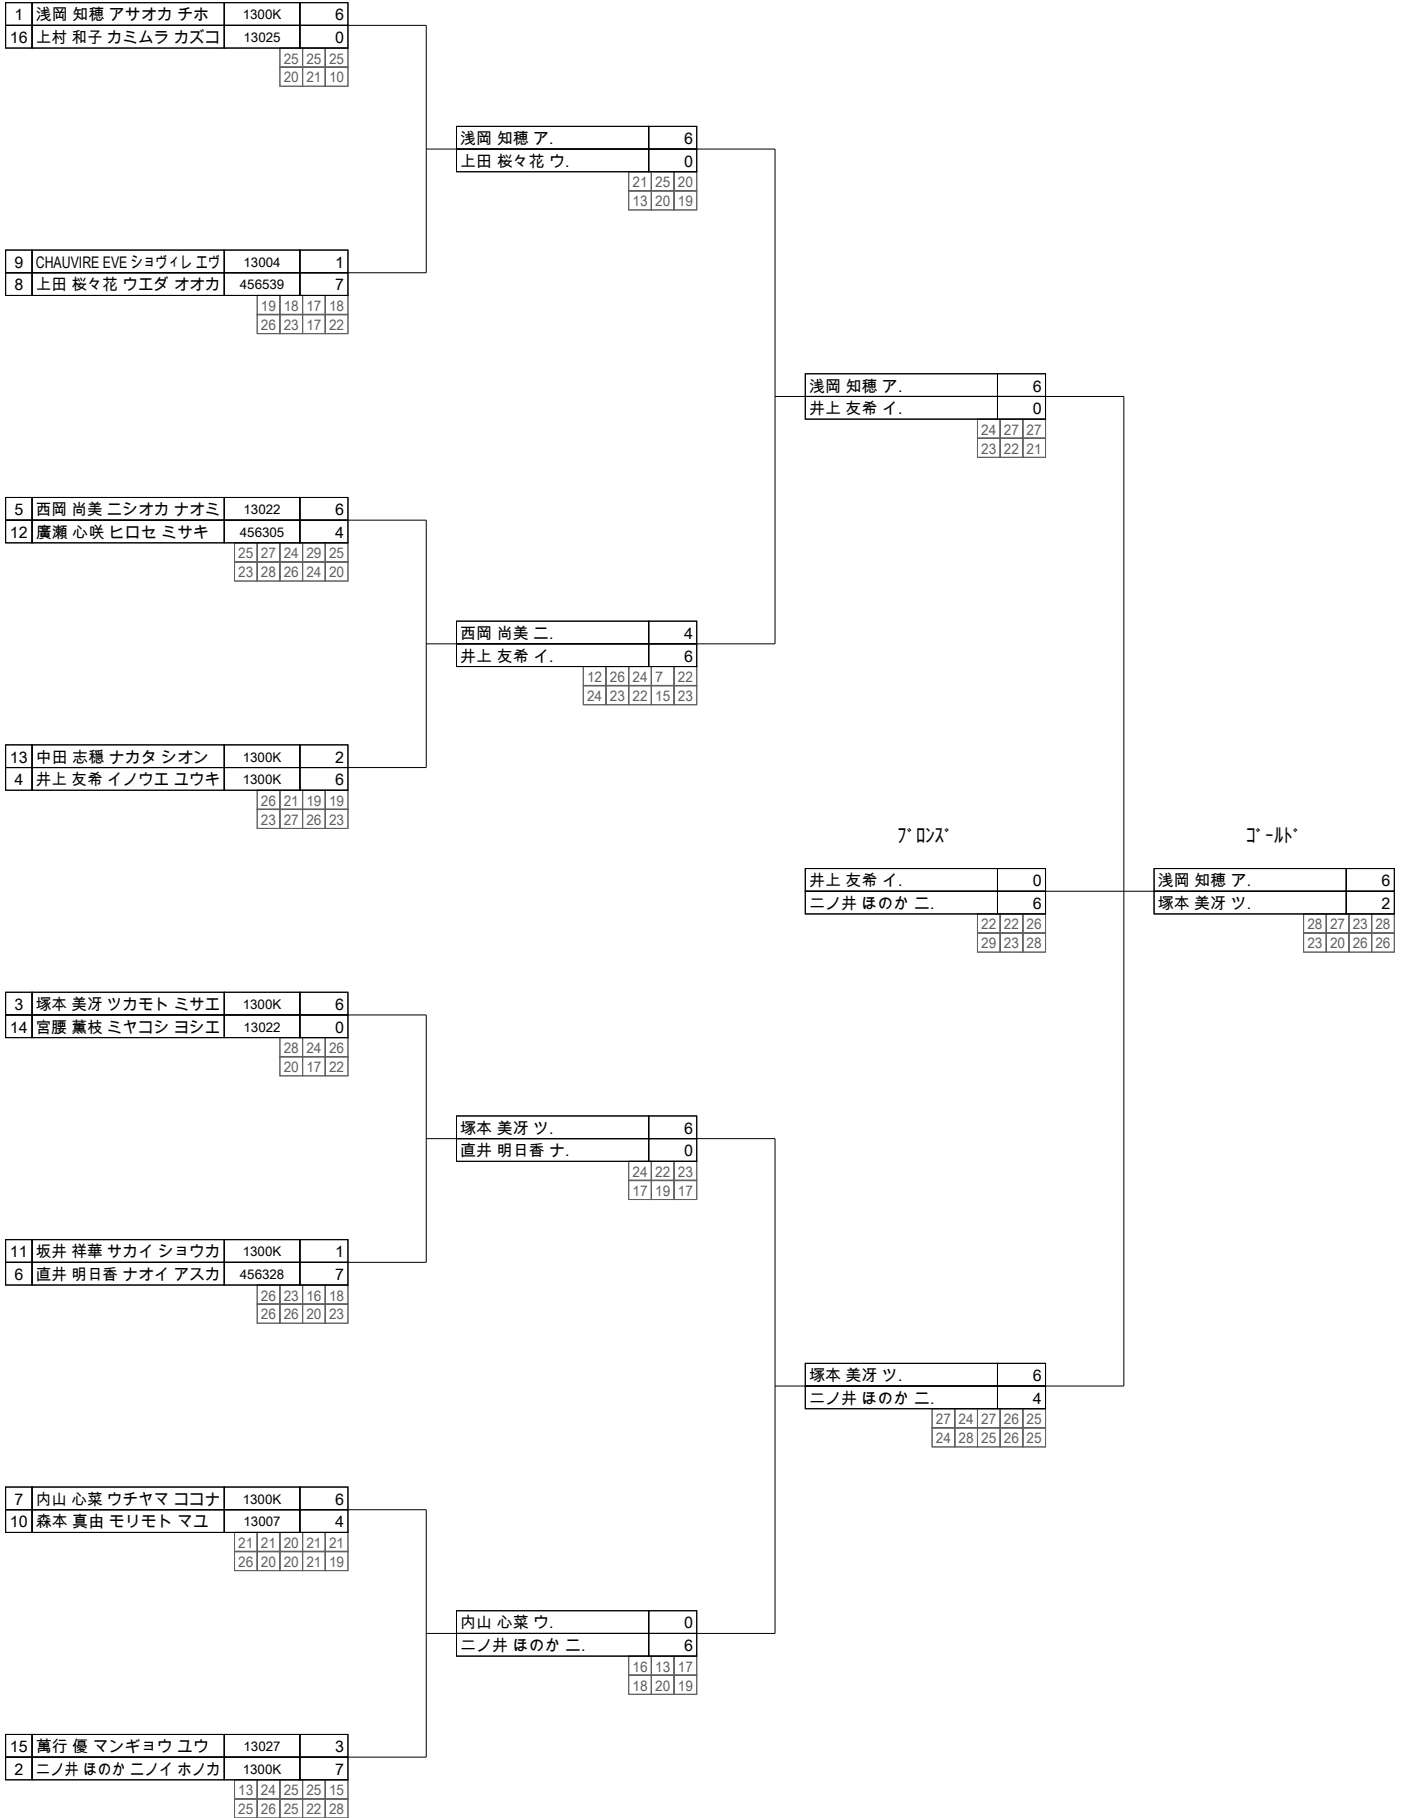 1 浅岡 知穂 アサオカ チホ 1300K 6
16 上村 和子 カミムラ カズコ 13025 0
25 25 25
20 21 10
浅岡 知穂 ア. 6
上田 桜々花 ウ. 0
21 25 20
13 20 19
9 CHAUVIRE EVE ショヴィレ エヴ 13004 1
8 上田 桜々花 ウエダ オオカ 456539 7
19 18 17 18
26 23 17 22
浅岡 知穂 ア. 6
井上 友希 イ. 0
24 27 27
23 22 21
5 西岡 尚美 ニシオカ ナオミ 13022 6
12 廣瀬 心咲 ヒロセ ミサキ 456305 4
25 27 24 29 25
23 28 26 24 20
西岡 尚美 ニ. 4
井上 友希 イ. 6
12 26 24 7 22
24 23 22 15 23
13 中田 志穏 ナカタ シオン 1300K 2
4 井上 友希 イノウエ ユウキ 1300K 6
26 21 19 19
23 27 26 23
ﾌﾞﾛﾝｽﾞ ｺﾞｰﾙﾄﾞ
井上 友希 イ. 0
二ノ井 ほのか ニ. 6
22 22 26
29 23 28
浅岡 知穂 ア. 6
塚本 美冴 ツ. 2
28 27 23 28
23 20 26 26
3 塚本 美冴 ツカモト ミサエ 1300K 6
14 宮腰 薫枝 ミヤコシ ヨシエ 13022 0
28 24 26
20 17 22
塚本 美冴 ツ. 6
直井 明日香 ナ. 0
24 22 23
17 19 17
11 坂井 祥華 サカイ ショウカ 1300K 1
6 直井 明日香 ナオイ アスカ 456328 7
26 23 16 18
26 26 20 23
塚本 美冴 ツ. 6
二ノ井 ほのか ニ. 4
27 24 27 26 25
24 28 25 26 25
7 内山 心菜 ウチヤマ ココナ 1300K 6
10 森本 真由 モリモト マユ 13007 4
21 21 20 21 21
26 20 20 21 19
内山 心菜 ウ. 0
二ノ井 ほのか ニ. 6
16 13 17
18 20 19
15 萬行 優 マンギョウ ユウ 13027 3
2 二ノ井 ほのか ニノイ ホノカ 1300K 7
13 24 25 25 15
25 26 25 22 28